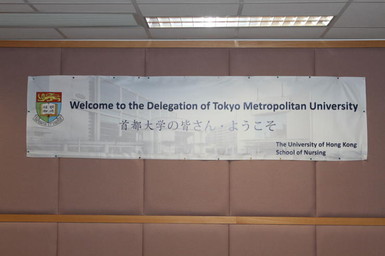 Welcome to the Delegation of Tokyo Metropolitan University
首都大学の皆さん・ようこそ
The University of Hong Kong
School of Nursing